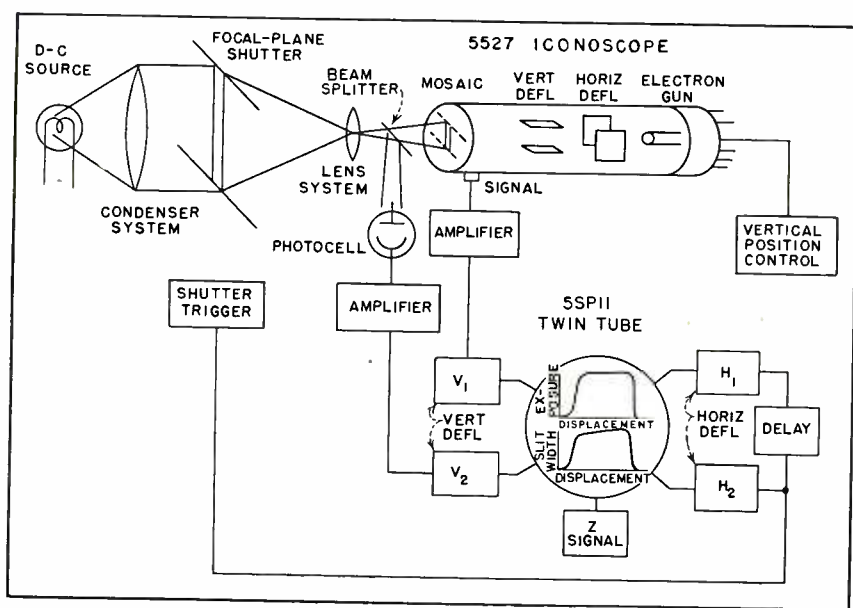 5527 ICONOSCOPE
D-C
SOURCE
FOCAL-PLANE
SHUTTER
BEAM
SPLITTER
MOSAIC
VERT
DEFL
HORIZ
DEFL
ELECTRON
GUN
LENS
SYSTEM
SIGNAL
CONDENSER
SYSTEM
PHOTOCELL
AMPLIFIER
VERTICAL
POSITION
CONTROL
SHUTTER
TRIGGER
AMPLIFIER
5SP11
TWIN TUBE
V1
EX-
POSURE
DISPLACEMENT
H1
VERT
DEFL
HORIZ
DEFL
DELAY
V2
SLIT
WIDTH
DISPLACEMENT
H2
Z
SIGNAL